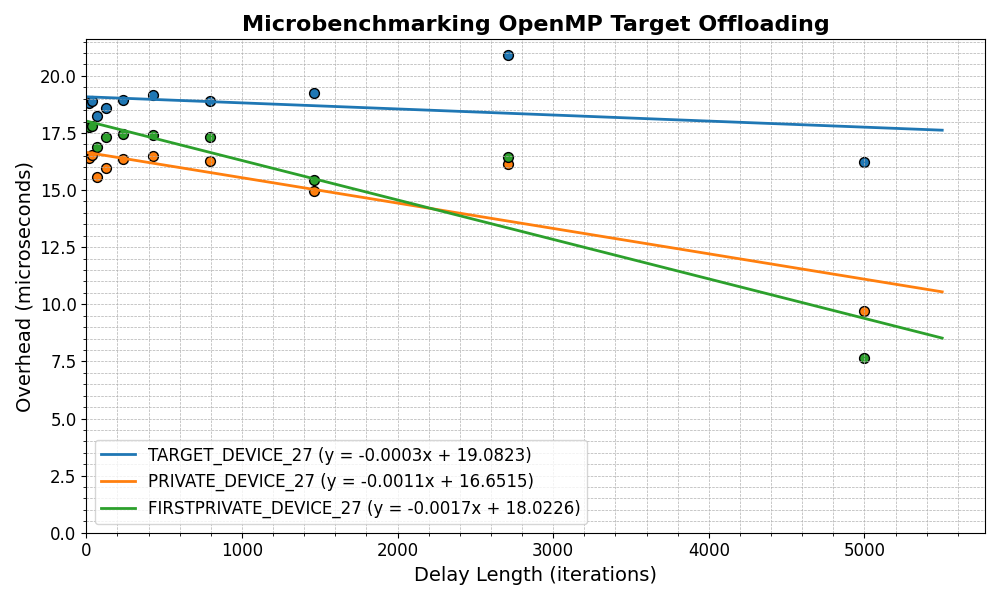 Microbenchmarking OpenMP Target Offloading
Overhead (microseconds)
20.0
17.5
15.0
12.5
10.0
7.5
5.0
2.5
0.0
TARGET_DEVICE_27 (y = -0.0003x + 19.0823)
PRIVATE_DEVICE_27 (y = -0.0011x + 16.6515)
FIRSTPRIVATE_DEVICE_27 (y = -0.0017x + 18.0226)
0 1000 2000 3000 4000 5000
Delay Length (iterations)